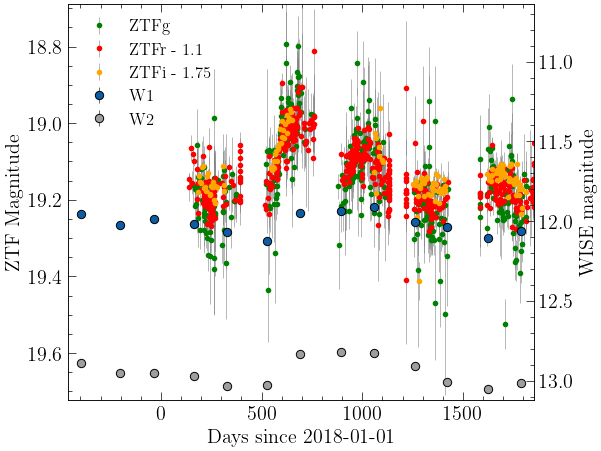 ZTFg
ZTFr - 1.1
ZTFi - 1.75
W1
W2
18.8
19.0
19.2
19.4
19.6
ZTF Magnitude
11.0
11.5
12.0
12.5
13.0
WISE magnitude
0
500
1000
1500
Days since 2018-01-01